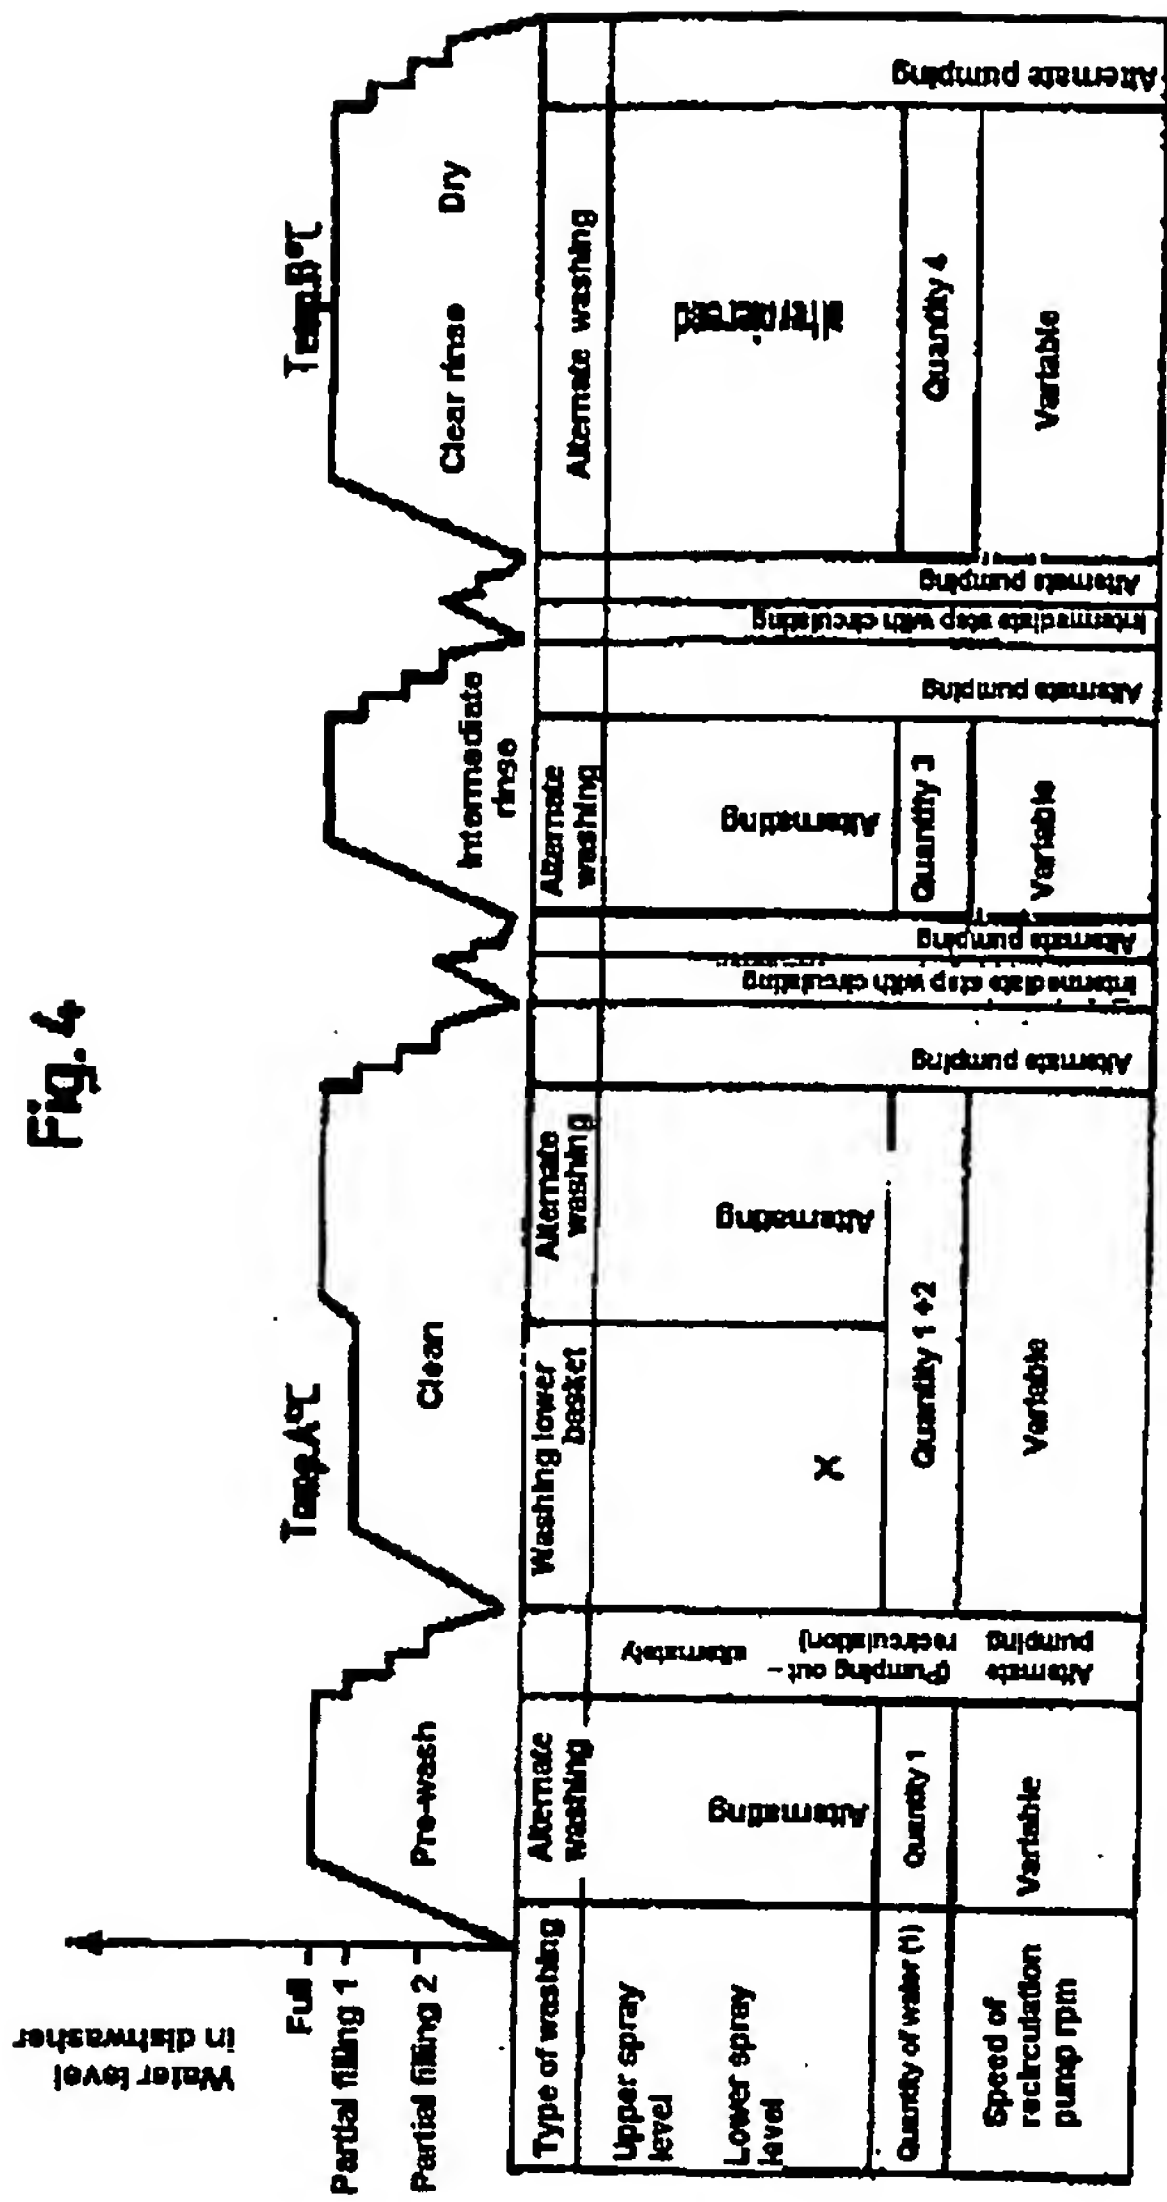 Fig. 4
Water level
in dishwasher
Full
Partial filling 1
Partial filling 2
Temp.A°C
Temp.B°C
Pre-wash
Clean
Intermediate
rinse
Clear rinse
Dry
Type of washing
Alternate
washing
Washing lower
basket
Alternate
washing
Alternate
washing
Alternate washing
Upper spray
level
Lower spray
level
Alternating
X
Alternating
Alternating
Quantity of water (1)
Quantity 1
Quantity 1 +2
Quantity 3
Quantity 4
Speed of
recirculation
pump rpm
Variable
Variable
Variable
Variable
Alternate
pumping
(Pumping out -
recirculation)
alternately
Alternate pumping
Intermediate step with circulating
Alternate pumping
Alternate pumping
Intermediate step with circulating
Alternate pumping
Alternate pumping